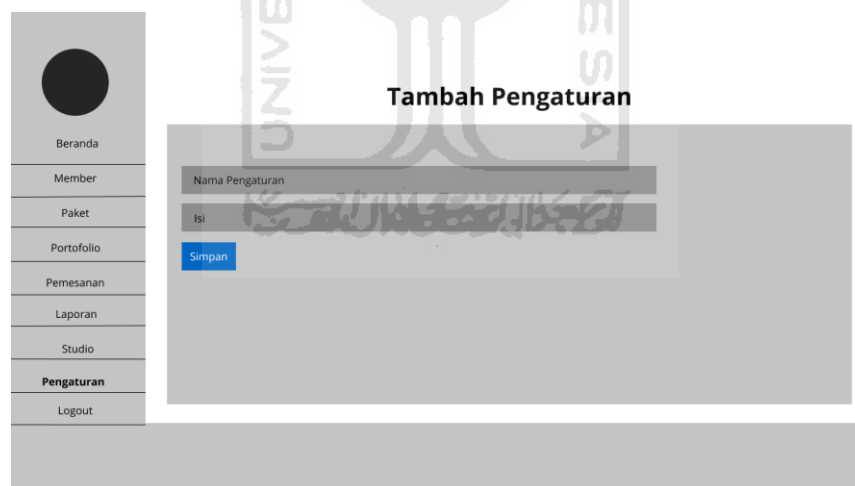 Tambah Pengaturan
Beranda
Member
Paket
Portofolio
Pemesanan
Laporan
Studio
Pengaturan
Logout
Nama Pengaturan
Isi
Simpan